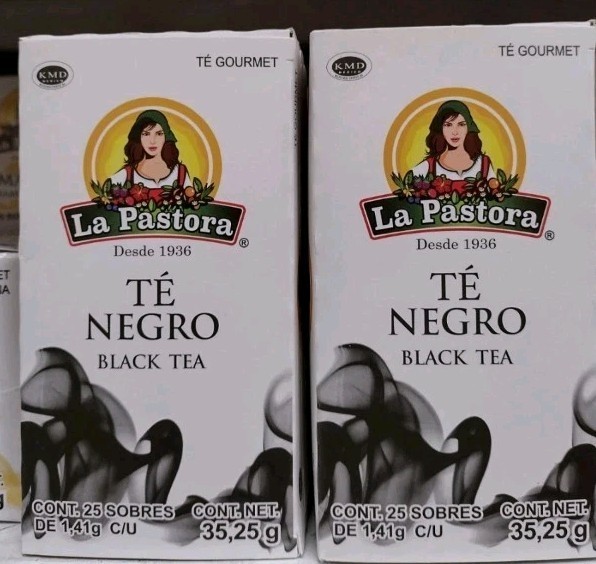 KMD
MÉXICO
TÉ GOURMET
La Pastora®
Desde 1936
TÉ
NEGRO
BLACK TEA
CONT. 25 SOBRES
DE 1,41g C/U
CONT. NET.
35,25 g
KMD
MÉXICO
TÉ GOURMET
La Pastora®
Desde 1936
TÉ
NEGRO
BLACK TEA
CONT. 25 SOBRES
DE 1,41g C/U
CONT. NET.
35,25 g